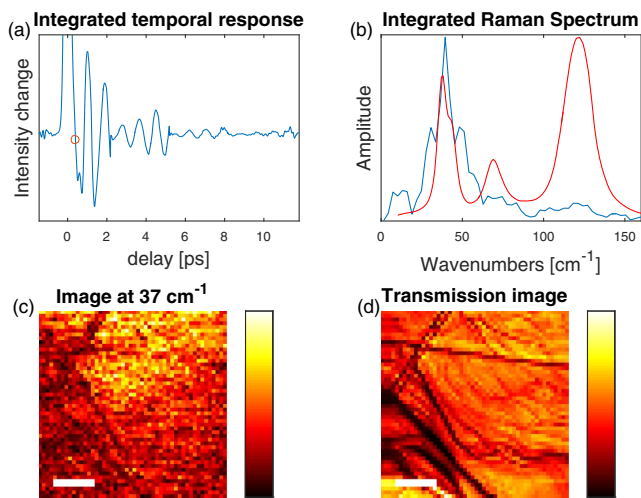 (a) Integrated temporal response
Intensity change
0 2 4 6 8 10
delay [ps]
(b) Integrated Raman Spectrum
Amplitude
0 50 100 150
Wavenumbers [cm⁻¹]
(c) Image at 37 cm⁻¹
(d) Transmission image